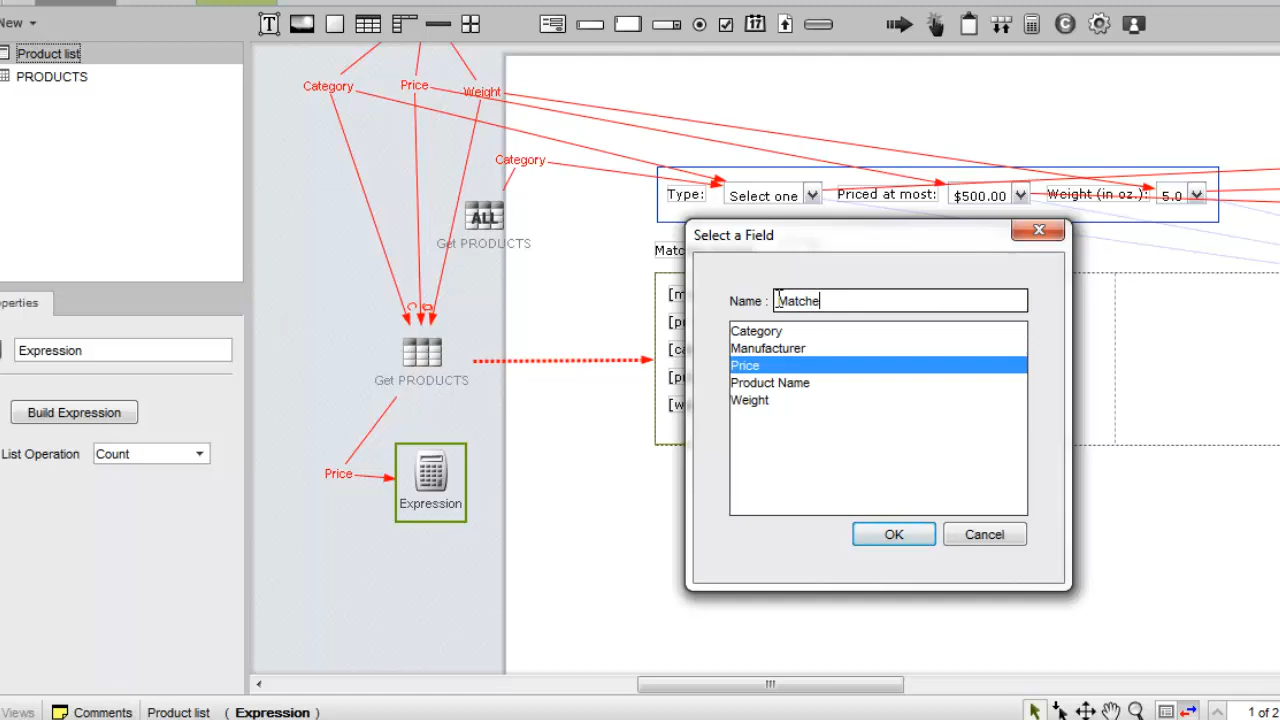 New
Product list
PRODUCTS
Category
Price
Weight
Category
ALL
Get PRODUCTS
Type:
Select one
Priced at most:
$500.00
Weight (in oz.):
5.0
Select a Field
Name :
Matche
Category
Manufacturer
Price
Product Name
Weight
OK
Cancel
Get PRODUCTS
Price
Expression
operties
Expression
Build Expression
List Operation
Count
Views
Comments
Product list
( Expression )
1 of 2